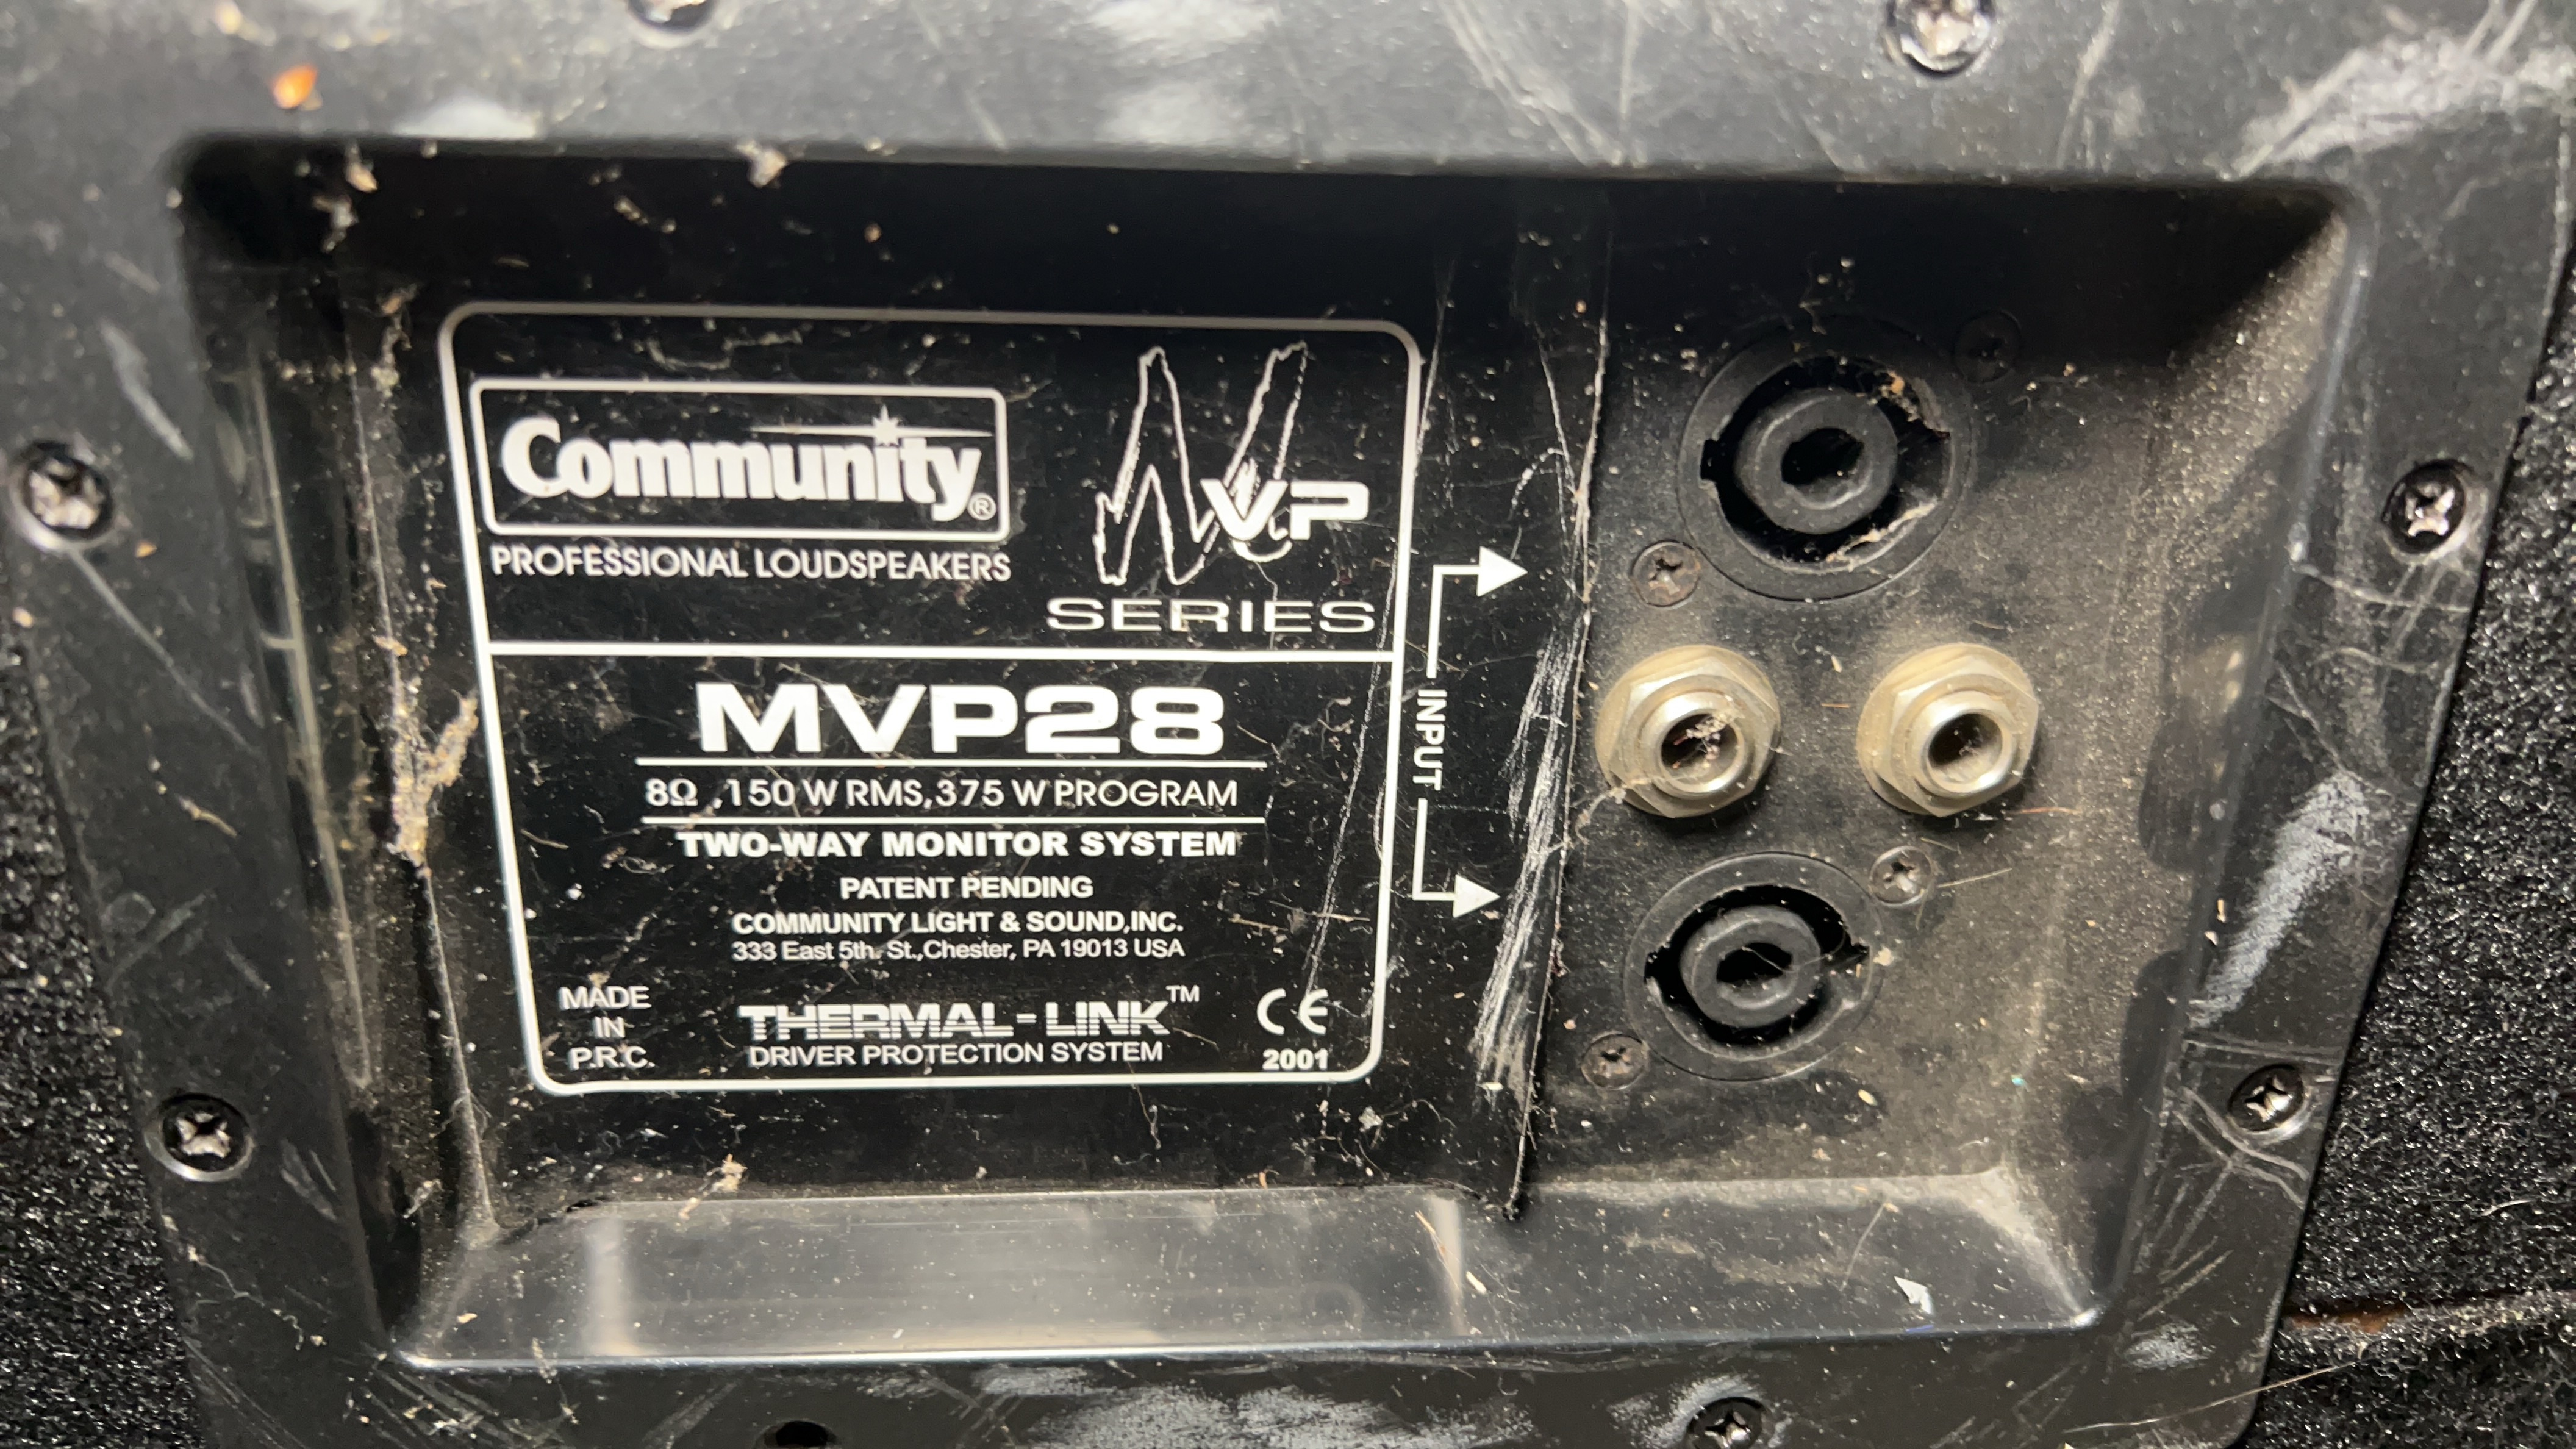 Community®
PROFESSIONAL LOUDSPEAKERS
MVP
SERIES
MVP28
8Ω ,150 W RMS,375 W PROGRAM
TWO-WAY MONITOR SYSTEM
PATENT PENDING
COMMUNITY LIGHT & SOUND,INC.
333 East 5th. St.,Chester, PA 19013 USA
MADE
IN
P.R.C.
THERMAL-LINK™
DRIVER PROTECTION SYSTEM
CE
2001
INPUT